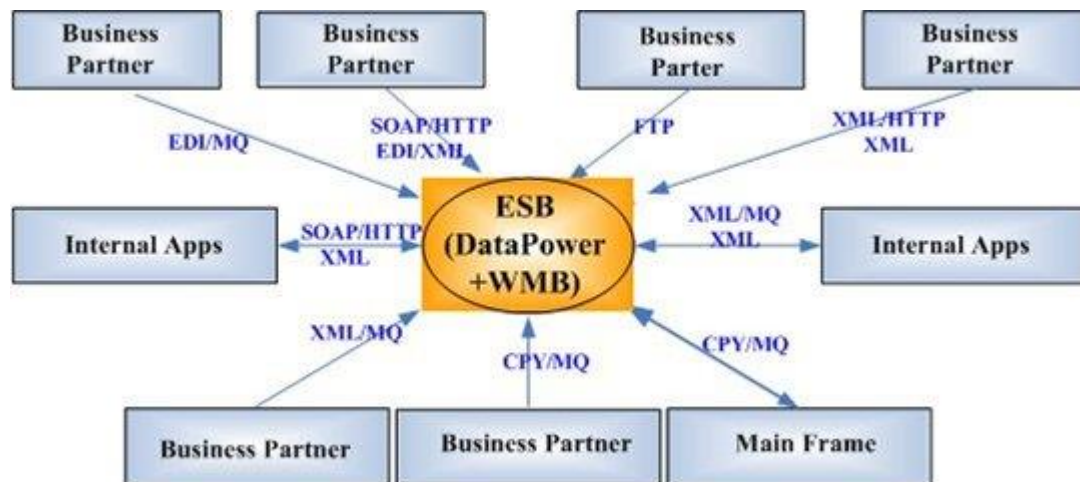 Business
Partner
Business
Partner
Business
Parter
Business
Partner
EDI/MQ
SOAP/HTTP
EDI/XML
FTP
XML/HTTP
XML
Internal Apps
SOAP/HTTP
XML
ESB
(DataPower
+WMB)
XML/MQ
XML
Internal Apps
XML/MQ
CPY/MQ
CPY/MQ
Business Partner
Business Partner
Main Frame